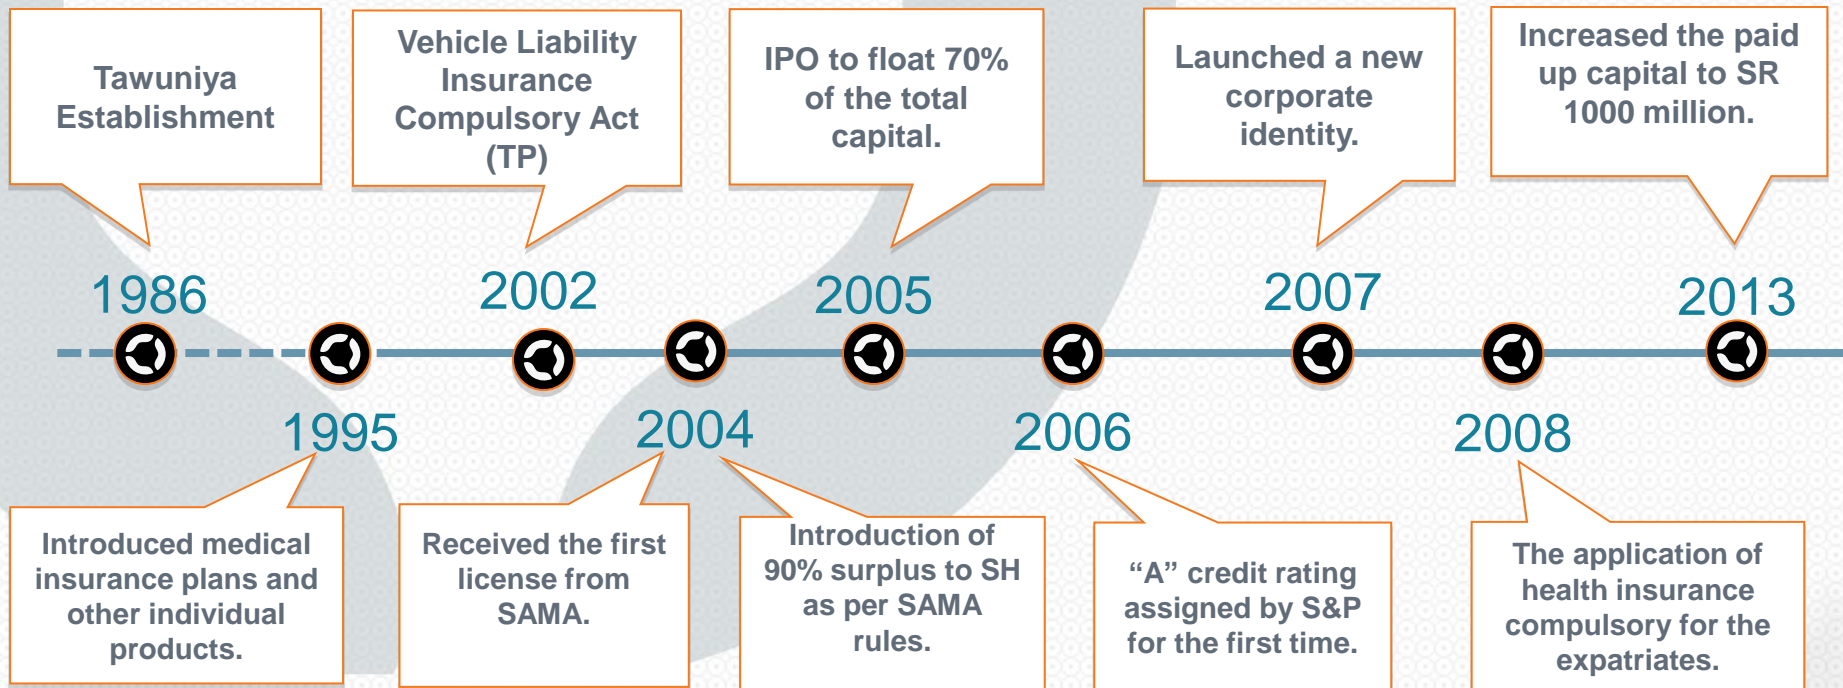 Tawuniya
Establishment
Vehicle Liability
Insurance
Compulsory Act
(TP)
IPO to float 70%
of the total
capital.
Launched a new
corporate
identity.
Increased the paid
up capital to SR
1000 million.
1986
2002
2005
2007
2013
1995
2004
2006
2008
Introduced medical
insurance plans and
other individual
products.
Received the first
license from
SAMA.
Introduction of
90% surplus to SH
as per SAMA
rules.
“A” credit rating
assigned by S&P
for the first time.
The application of
health insurance
compulsory for the
expatriates.